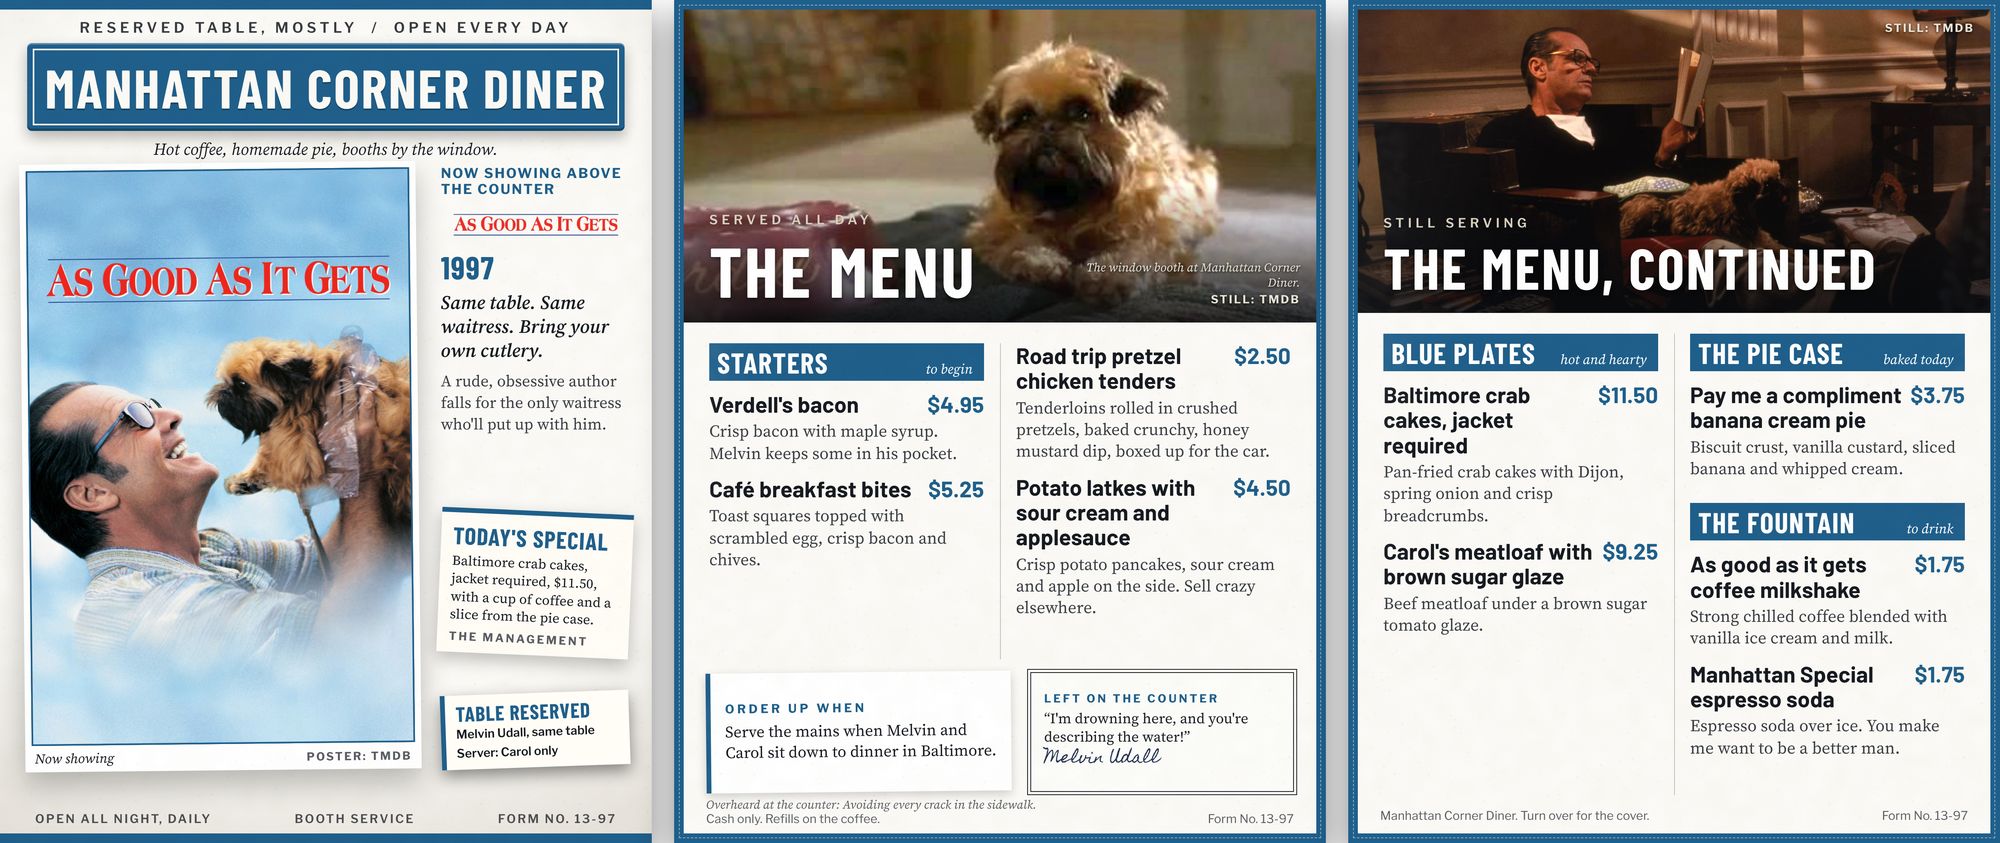 RESERVED TABLE, MOSTLY / OPEN EVERY DAY
MANHATTAN CORNER DINER
Hot coffee, homemade pie, booths by the window.
AS GOOD AS IT GETS
Now showing
POSTER: TMDB
NOW SHOWING ABOVE
THE COUNTER
AS GOOD AS IT GETS
1997
Same table. Same
waitress. Bring your
own cutlery.
A rude, obsessive author
falls for the only waitress
who'll put up with him.
TODAY'S SPECIAL
Baltimore crab cakes,
jacket required, $11.50,
with a cup of coffee and a
slice from the pie case.
THE MANAGEMENT
TABLE RESERVED
Melvin Udall, same table
Server: Carol only
OPEN ALL NIGHT, DAILY
BOOTH SERVICE
FORM NO. 13-97
SERVED ALL DAY
THE MENU
The window booth at Manhattan Corner
Diner.
STILL: TMDB
STARTERS
to begin
Verdell's bacon $4.95
Crisp bacon with maple syrup.
Melvin keeps some in his pocket.
Café breakfast bites $5.25
Toast squares topped with
scrambled egg, crisp bacon and
chives.
Road trip pretzel $2.50
chicken tenders
Tenderloins rolled in crushed
pretzels, baked crunchy, honey
mustard dip, boxed up for the car.
Potato latkes with $4.50
sour cream and
applesauce
Crisp potato pancakes, sour cream
and apple on the side. Sell crazy
elsewhere.
ORDER UP WHEN
Serve the mains when Melvin and
Carol sit down to dinner in Baltimore.
LEFT ON THE COUNTER
“I'm drowning here, and you're
describing the water!”
Melvin Udall
Overheard at the counter: Avoiding every crack in the sidewalk.
Cash only. Refills on the coffee.
Form No. 13-97
STILL: TMDB
STILL SERVING
THE MENU, CONTINUED
BLUE PLATES
hot and hearty
Baltimore crab $11.50
cakes, jacket
required
Pan-fried crab cakes with Dijon,
spring onion and crisp
breadcrumbs.
Carol's meatloaf with $9.25
brown sugar glaze
Beef meatloaf under a brown sugar
tomato glaze.
THE PIE CASE
baked today
Pay me a compliment $3.75
banana cream pie
Biscuit crust, vanilla custard, sliced
banana and whipped cream.
THE FOUNTAIN
to drink
As good as it gets $1.75
coffee milkshake
Strong chilled coffee blended with
vanilla ice cream and milk.
Manhattan Special $1.75
espresso soda
Espresso soda over ice. You make
me want to be a better man.
Manhattan Corner Diner. Turn over for the cover.
Form No. 13-97